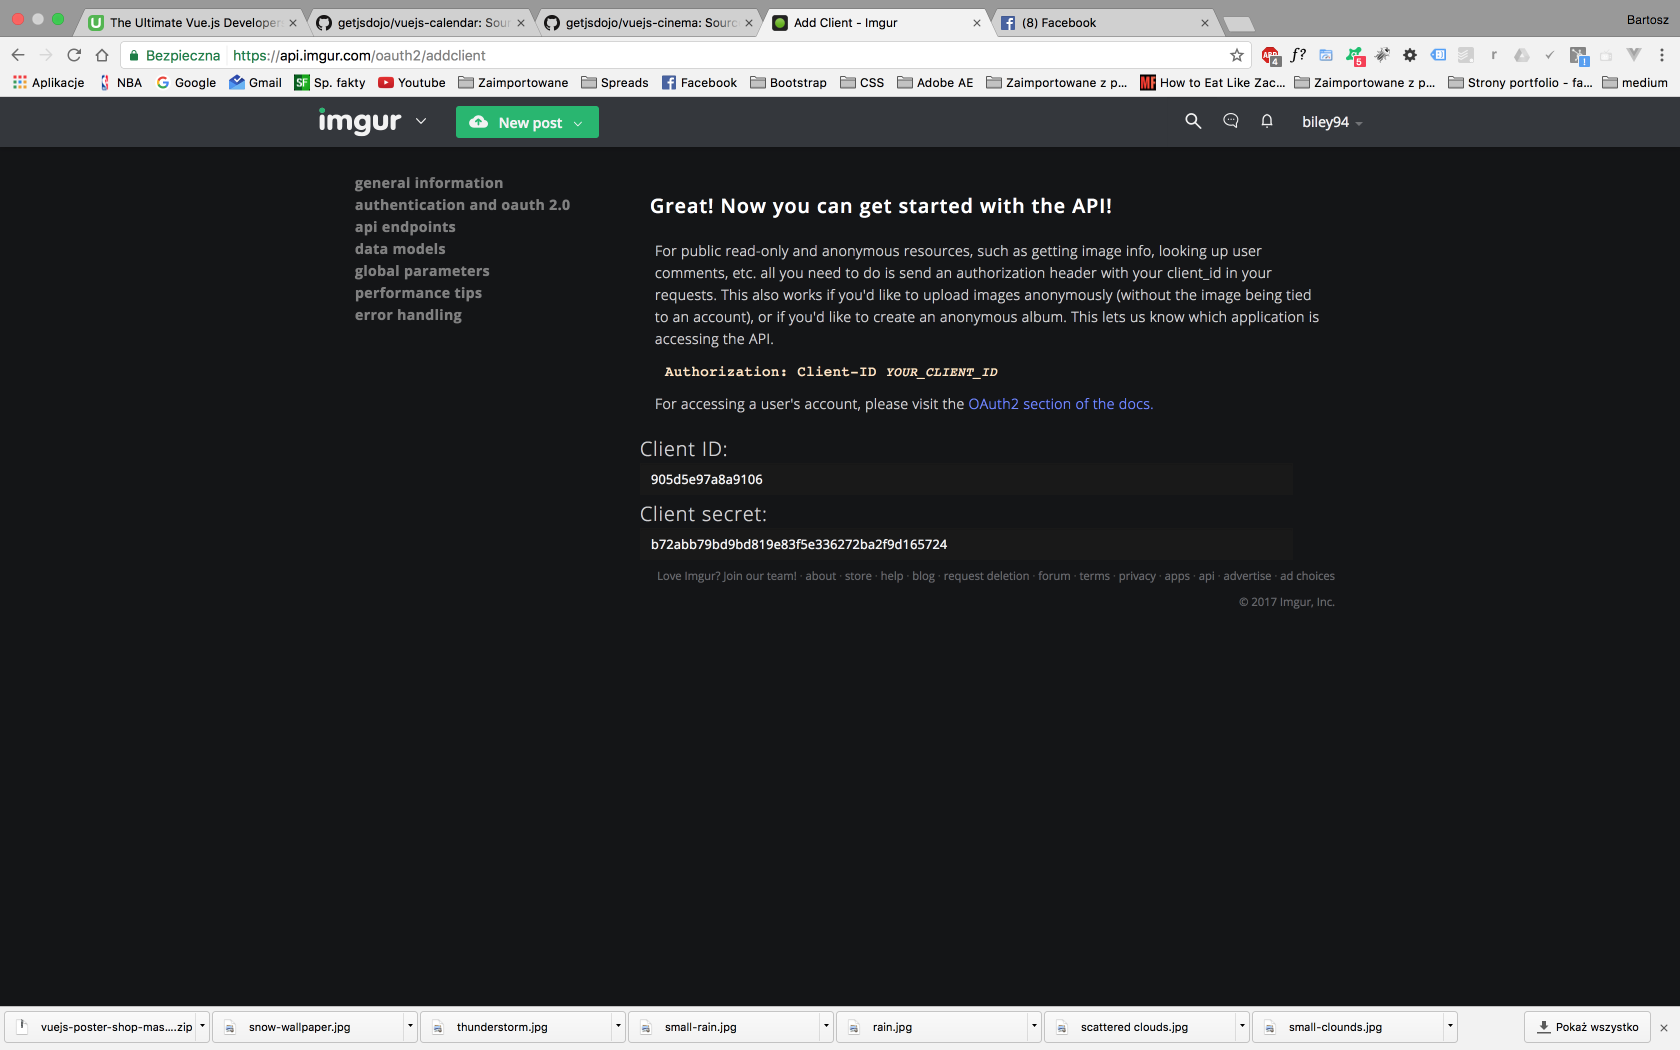 The Ultimate Vue.js Developer
getjsdojo/vuejs-calendar: Sour
getjsdojo/vuejs-cinema: Source
Add Client - Imgur
(8) Facebook
Bartosz
Bezpieczna https://api.imgur.com/oauth2/addclient
Aplikacje NBA Google Gmail Sp. fakty Youtube Zaimportowane Spreads Facebook Bootstrap CSS Adobe AE Zaimportowane z p... How to Eat Like Zac... Zaimportowane z p... Strony portfolio - fa... medium
imgur New post biley94
general information
authentication and oauth 2.0
api endpoints
data models
global parameters
performance tips
error handling
Great! Now you can get started with the API!
For public read-only and anonymous resources, such as getting image info, looking up user
comments, etc. all you need to do is send an authorization header with your client_id in your
requests. This also works if you'd like to upload images anonymously (without the image being tied
to an account), or if you'd like to create an anonymous album. This lets us know which application is
accessing the API.
Authorization: Client-ID YOUR_CLIENT_ID
For accessing a user's account, please visit the OAuth2 section of the docs.
Client ID:
905d5e97a8a9106
Client secret:
b72abb79bd9bd819e83f5e336272ba2f9d165724
Love Imgur? Join our team! · about · store · help · blog · request deletion · forum · terms · privacy · apps · api · advertise · ad choices
© 2017 Imgur, Inc.
vuejs-poster-shop-mas....zip
snow-wallpaper.jpg
thunderstorm.jpg
small-rain.jpg
rain.jpg
scattered clouds.jpg
small-clounds.jpg
Pokaż wszystko